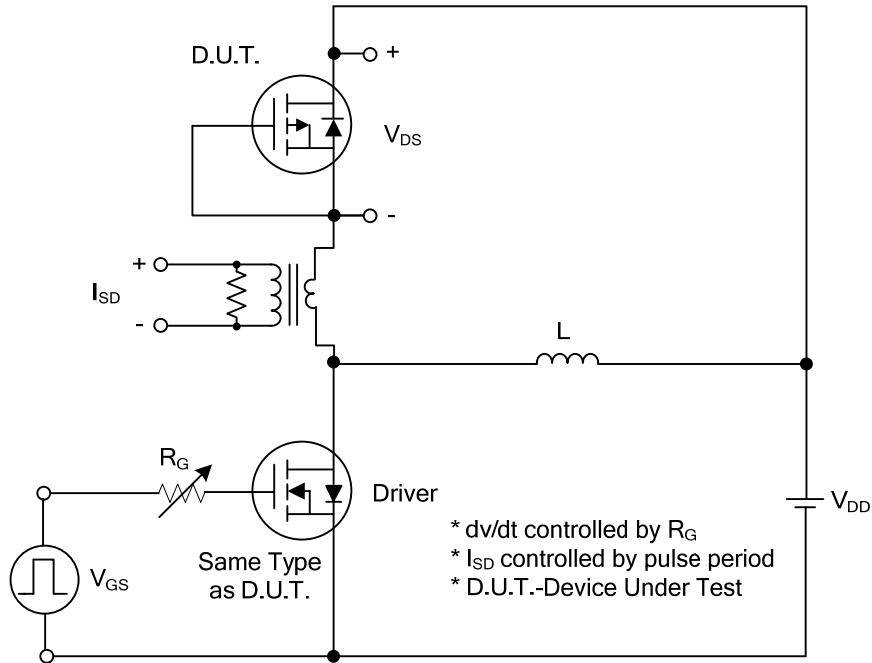 D.U.T.
+
V_DS
-
+
I_SD
-
L
R_G
Driver
V_DD
V_GS
Same Type
as D.U.T.
* dv/dt controlled by R_G
* I_SD controlled by pulse period
* D.U.T.-Device Under Test